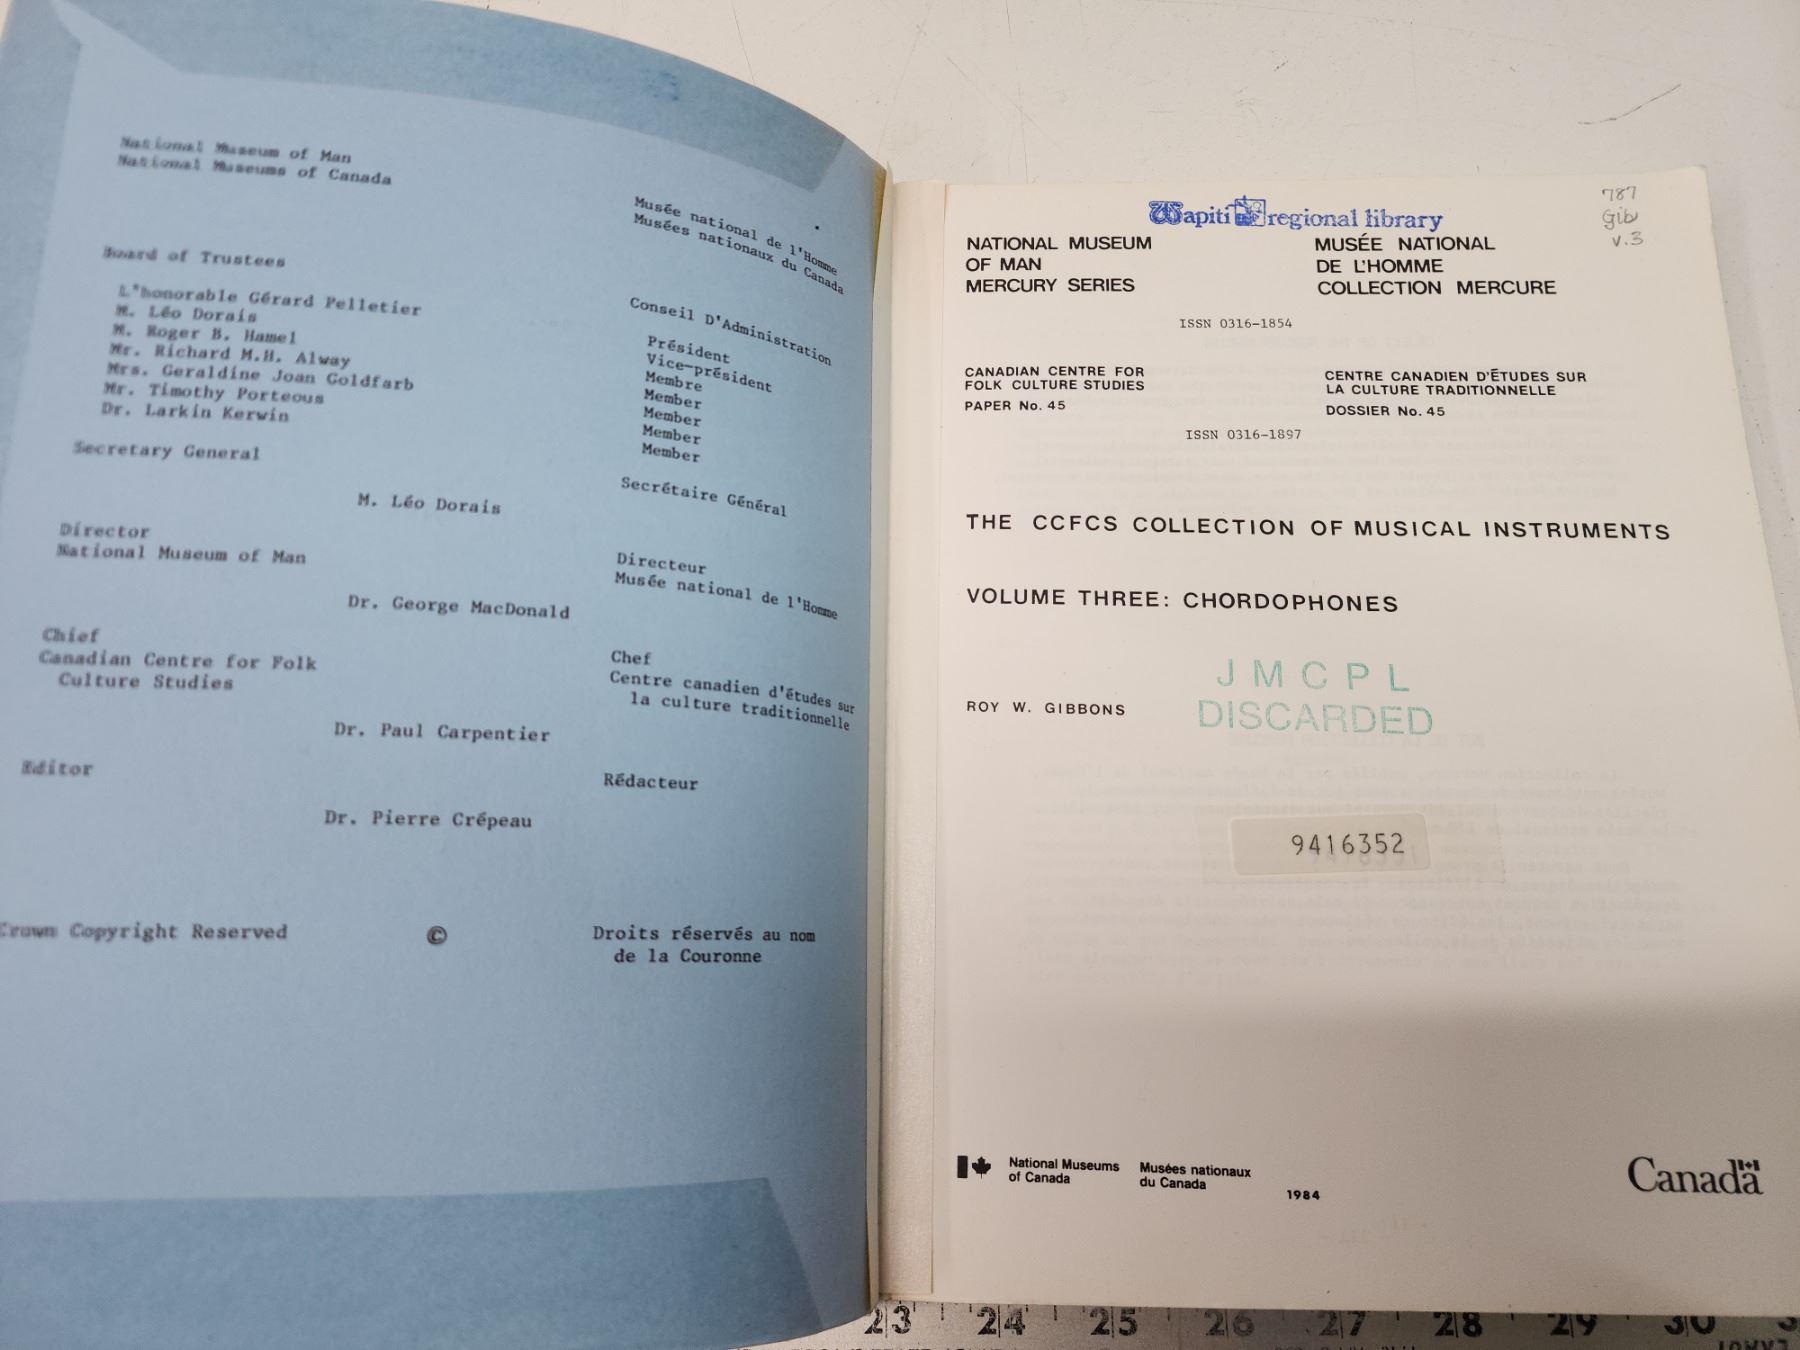 National Museum of Man
National Museums of Canada
Musée national de l'Homme
Musées nationaux du Canada
Board of Trustees
Conseil D'Administration
L'honorable Gérard Pelletier Président
M. Léo Dorais Vice-président
M. Roger B. Hamel Membre
Mr. Richard M.H. Alway Member
Mrs. Geraldine Joan Goldfarb Member
Mr. Timothy Porteous Member
Dr. Larkin Kerwin Member
Secretary General
Secrétaire Général
M. Léo Dorais
Director
National Museum of Man
Directeur
Musée national de l'Homme
Dr. George MacDonald
Chief
Canadian Centre for Folk
Culture Studies
Chef
Centre canadien d'études sur
la culture traditionnelle
Dr. Paul Carpentier
Editor
Rédacteur
Dr. Pierre Crépeau
Crown Copyright Reserved
©
Droits réservés au nom
de la Couronne
Wapiti regional library
787
Gib
v.3
NATIONAL MUSEUM
OF MAN
MERCURY SERIES
MUSÉE NATIONAL
DE L'HOMME
COLLECTION MERCURE
ISSN 0316-1854
CANADIAN CENTRE FOR
FOLK CULTURE STUDIES
PAPER No. 45
CENTRE CANADIEN D'ÉTUDES SUR
LA CULTURE TRADITIONNELLE
DOSSIER No. 45
ISSN 0316-1897
THE CCFCS COLLECTION OF MUSICAL INSTRUMENTS
VOLUME THREE: CHORDOPHONES
JMCPL
DISCARDED
ROY W. GIBBONS
9416352
National Museums
of Canada
Musées nationaux
du Canada
1984
Canada
23 24 25 26 27 28 29 30